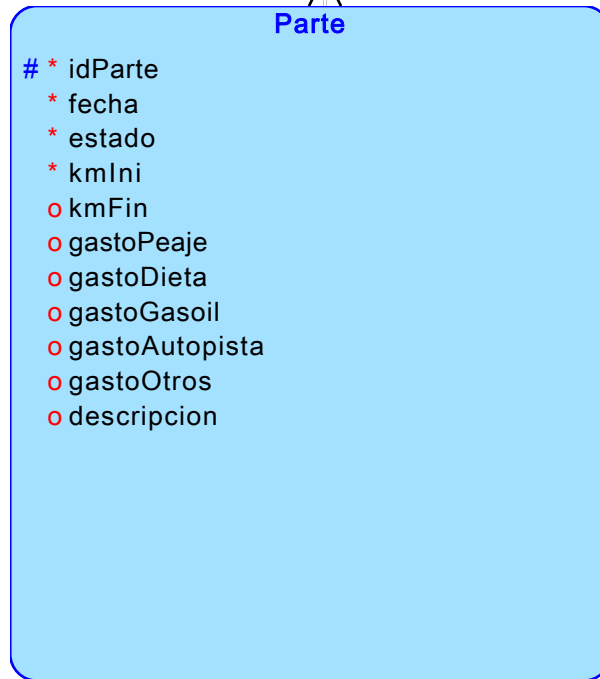 Parte
# * idParte
* fecha
* estado
* kmIni
o kmFin
o gastoPeaje
o gastoDieta
o gastoGasoil
o gastoAutopista
o gastoOtros
o descripcion